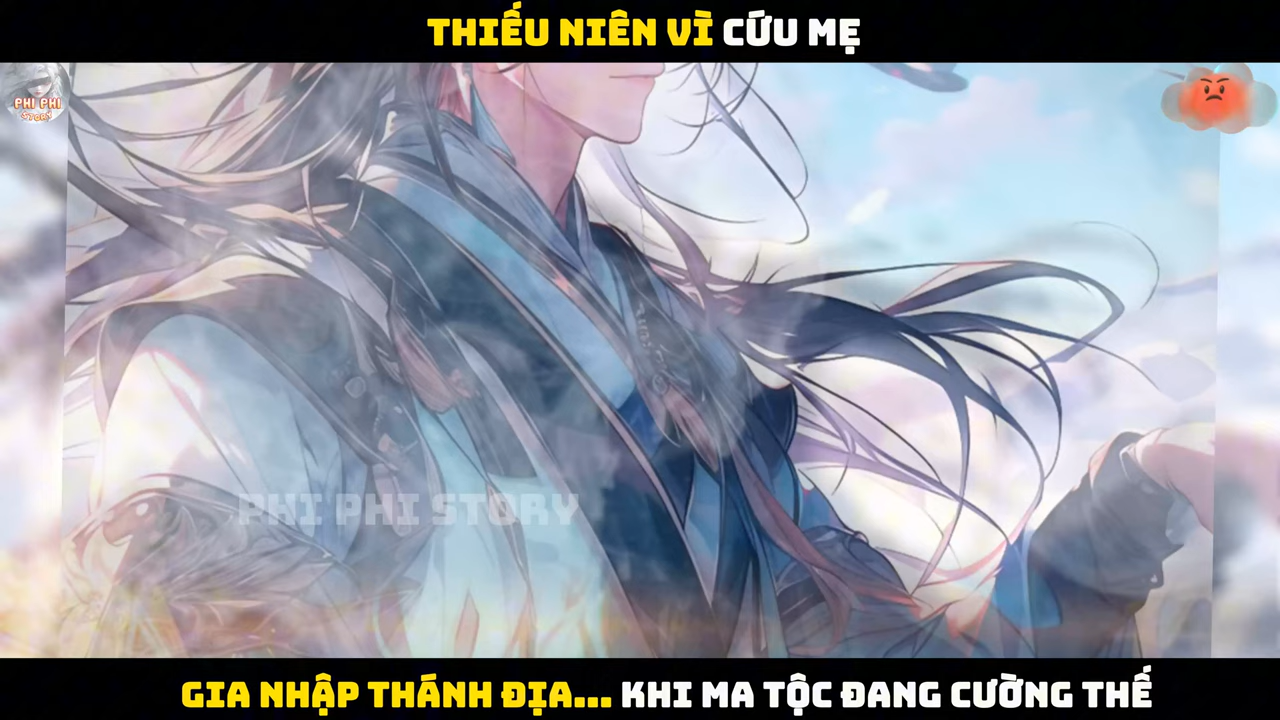 THIẾU NIÊN VÌ CỨU MẸ
PHI PHI
STORY
PHI PHI STORY
GIA NHẬP THÁNH ĐỊA... KHI MA TỘC ĐANG CƯỜNG THẾ